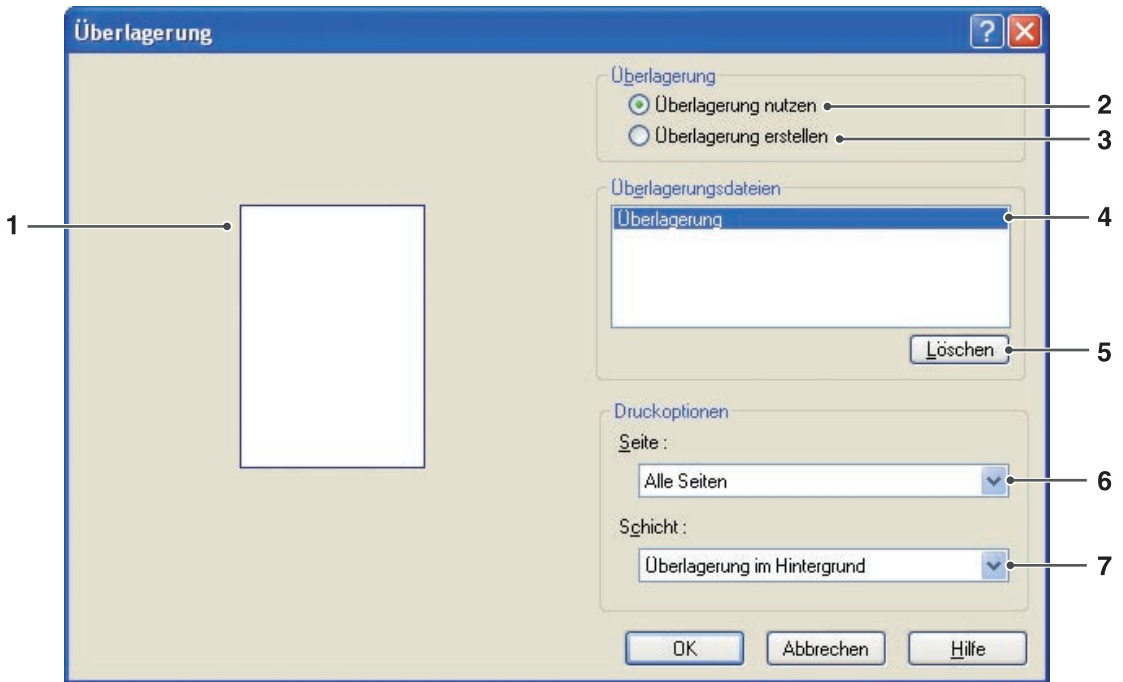 Überlagerung
Überlagerung
Überlagerung nutzen
2
Überlagerung erstellen
3
Überlagerungsdateien
1
Überlagerung
4
Löschen
5
Druckoptionen
Seite :
Alle Seiten
6
Schicht :
Überlagerung im Hintergrund
7
OK
Abbrechen
Hilfe